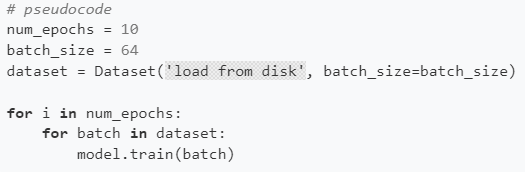 # pseudocode
num_epochs = 10
batch_size = 64
dataset = Dataset('load from disk', batch_size=batch_size)
for i in num_epochs:
    for batch in dataset:
        model.train(batch)